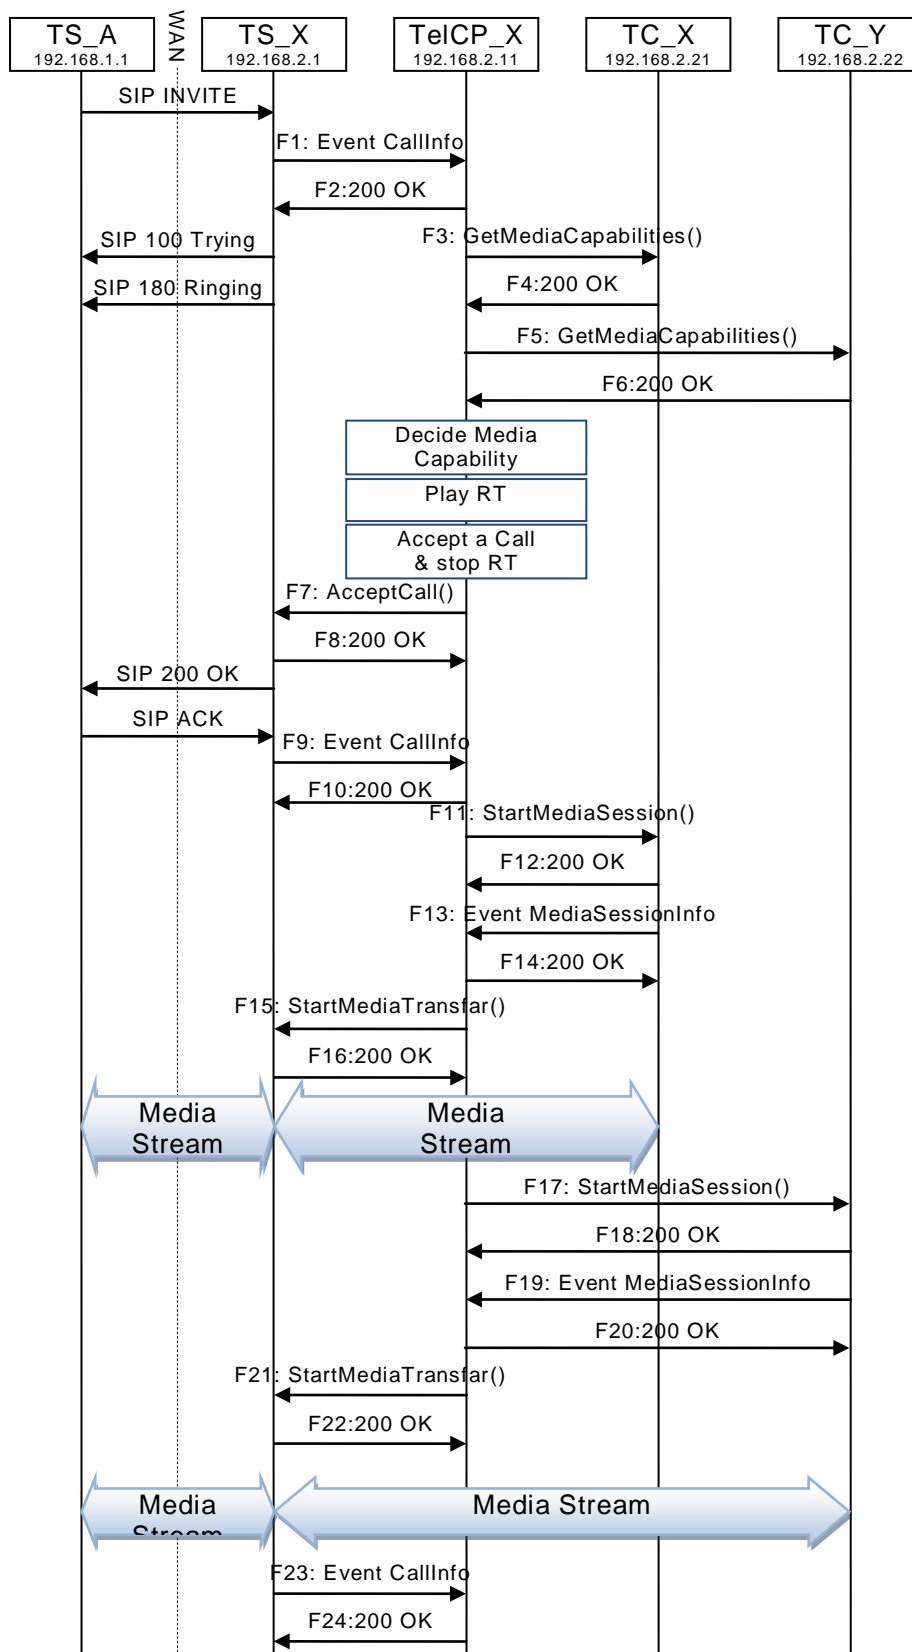 TS_A
192.168.1.1
WAN
TS_X
192.168.2.1
TelCP_X
192.168.2.11
TC_X
192.168.2.21
TC_Y
192.168.2.22
SIP INVITE
F1: Event CallInfo
F2:200 OK
SIP 100 Trying
F3: GetMediaCapabilities()
SIP 180 Ringing
F4:200 OK
F5: GetMediaCapabilities()
F6:200 OK
Decide Media
Capability
Play RT
Accept a Call
& stop RT
F7: AcceptCall()
F8:200 OK
SIP 200 OK
SIP ACK
F9: Event CallInfo
F10:200 OK
F11: StartMediaSession()
F12:200 OK
F13: Event MediaSessionInfo
F14:200 OK
F15: StartMediaTransfar()
F16:200 OK
Media
Stream
Media
Stream
F17: StartMediaSession()
F18:200 OK
F19: Event MediaSessionInfo
F20:200 OK
F21: StartMediaTransfar()
F22:200 OK
Media
Stream
Media Stream
F23: Event CallInfo
F24:200 OK